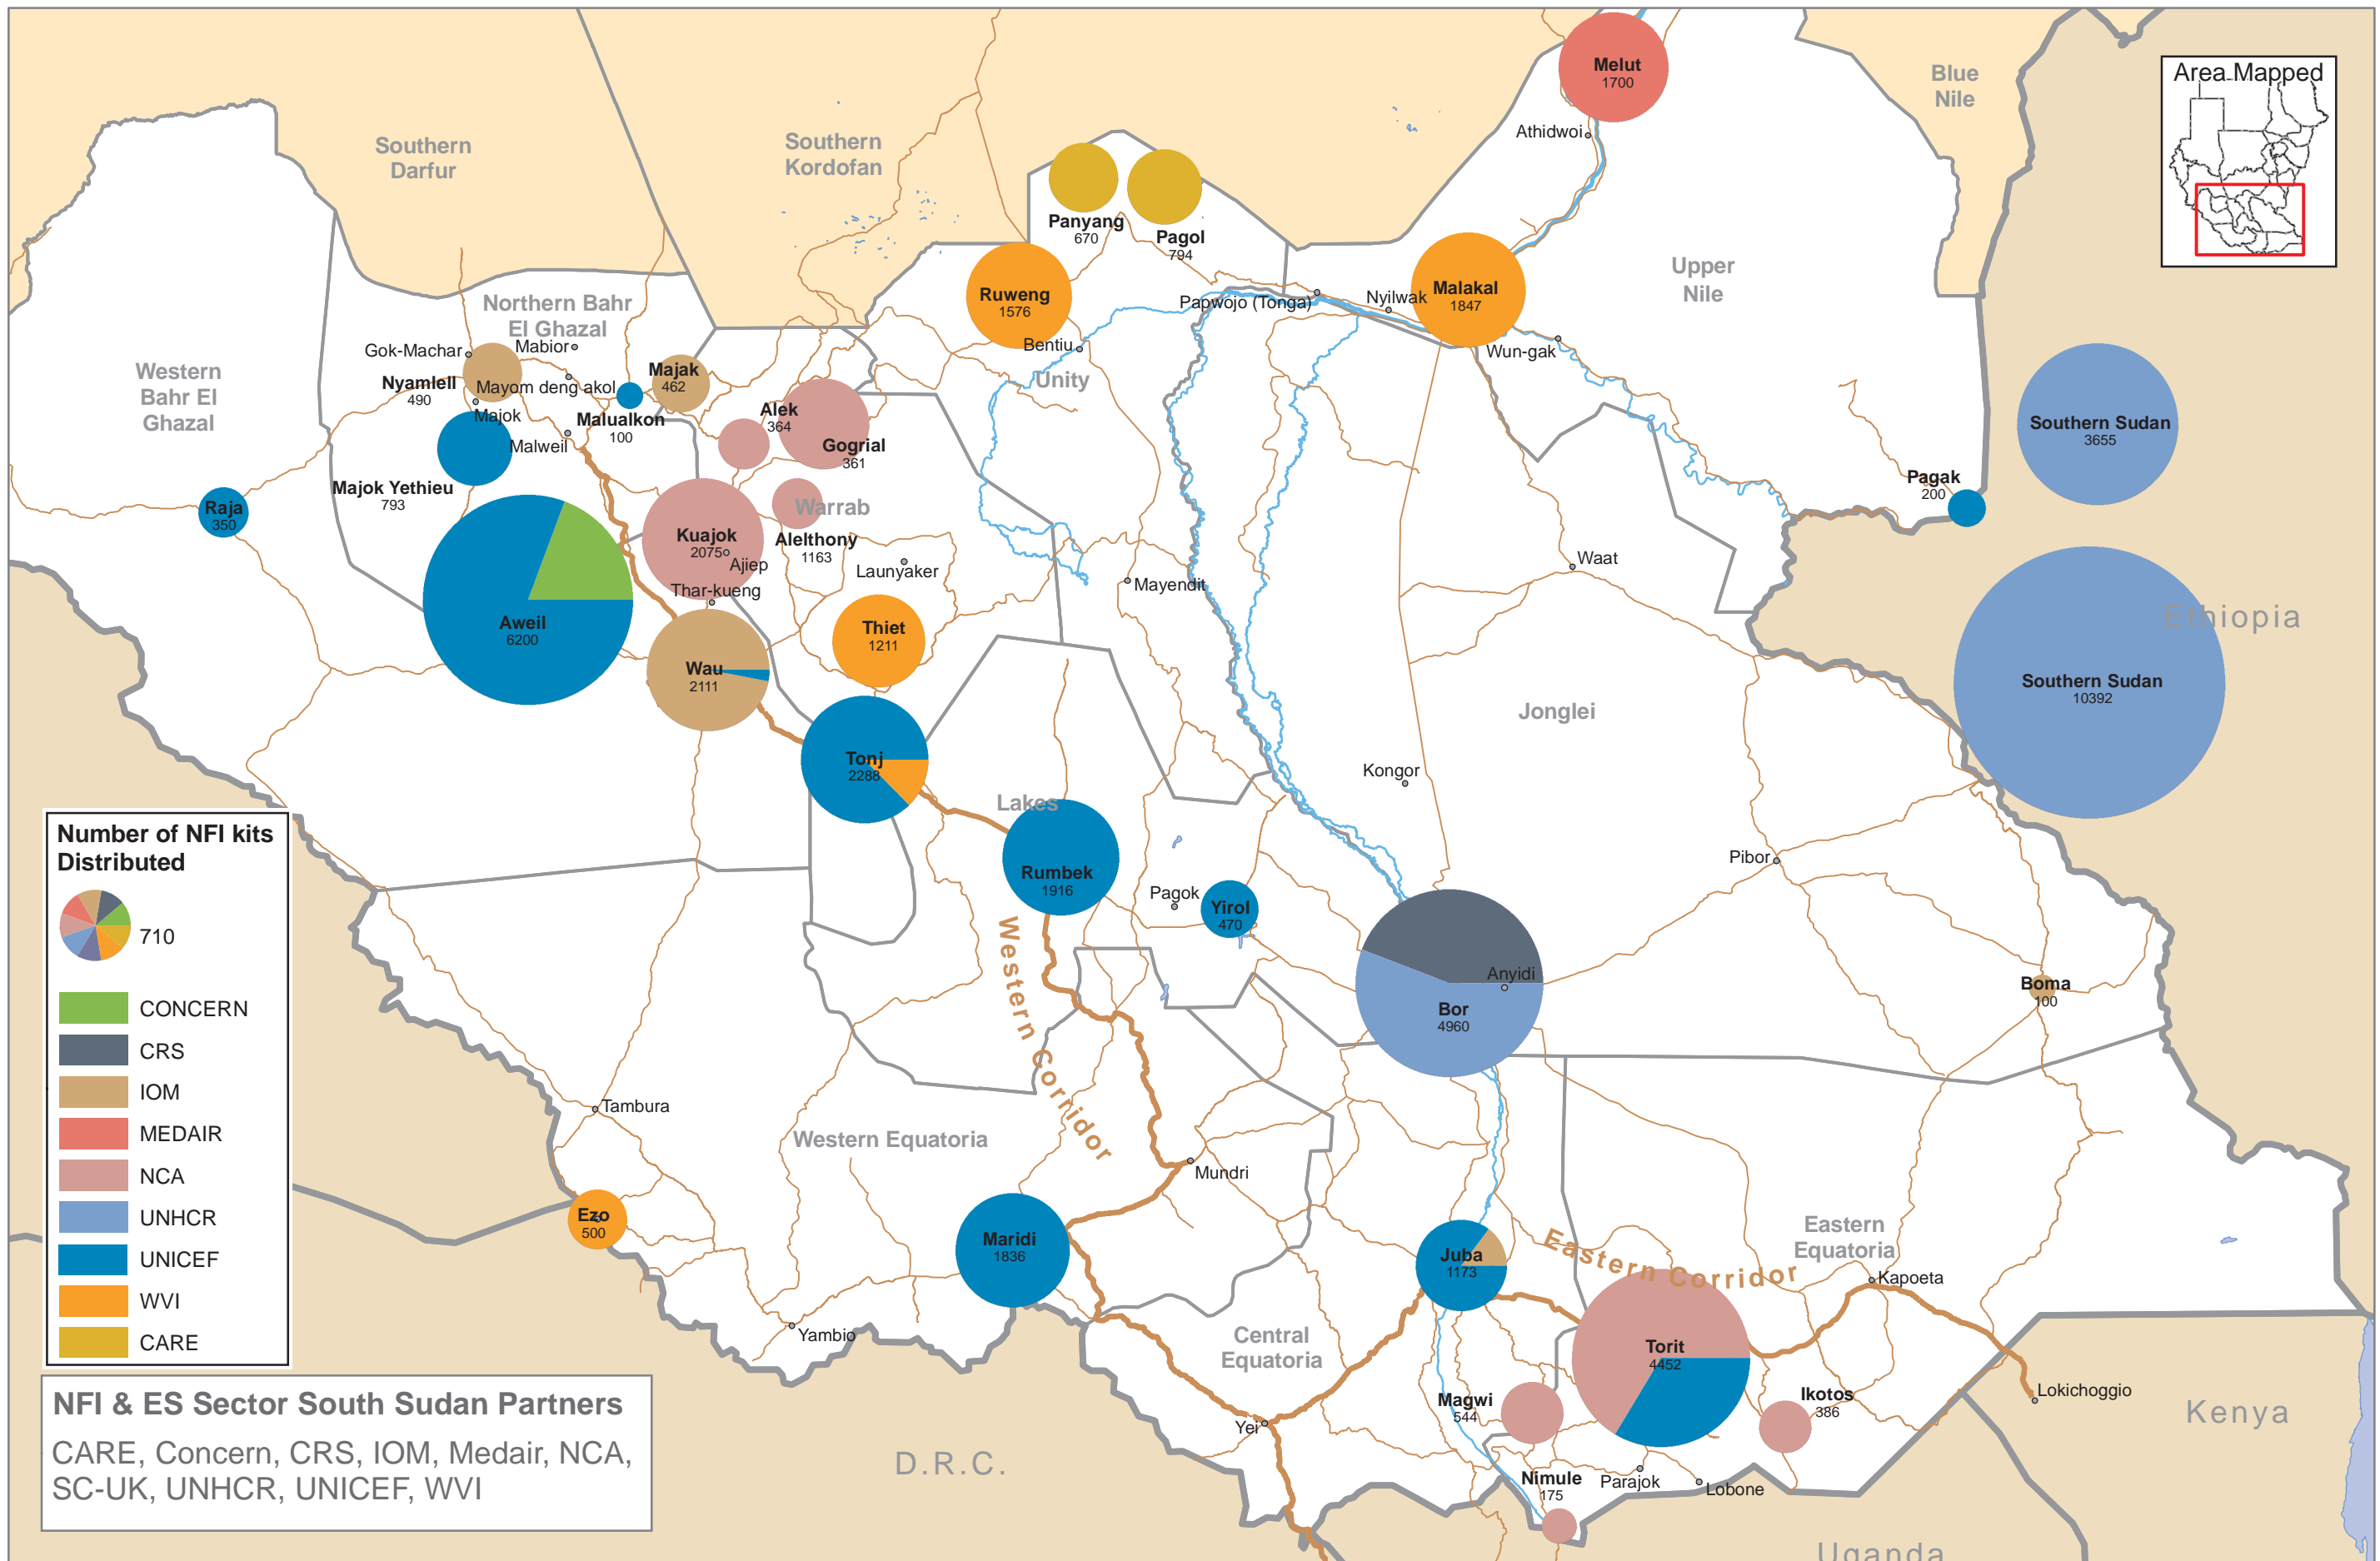 Melut
1700
Area Mapped
Blue
Nile
Southern
Darfur
Southern
Kordofan
Athidwoi
Panyang
670
Pagol
794
Upper
Nile
Ruweng
1576
Malakal
1847
Papwojo (Tonga)
Nyilwak
Northern Bahr
El Ghazal
Mabior
Gok-Machar
Bentiu
Wun-gak
Western
Bahr El
Ghazal
Nyamlell
490
Mayom deng akol
Majak
462
Unity
Majok
Malualkon
100
Alek
364
Gogrial
361
Malweil
Southern Sudan
3655
Majok Yethieu
793
Raja
350
Warrab
Pagak
200
Kuajok
2075
Ajiep
Alelthony
1163
Launyaker
Thar-kueng
Mayendit
Waat
Ethiopia
Aweil
6200
Thiet
1211
Wau
2111
Southern Sudan
10392
Jonglei
Tonj
2288
Kongor
Lakes
Rumbek
1916
Pagok
Yirol
470
Pibor
Anyidi
Bor
4960
Boma
100
Western Corridor
Number of NFI kits
Distributed
710
CONCERN
CRS
IOM
MEDAIR
NCA
UNHCR
UNICEF
WVI
CARE
Tambura
Western Equatoria
Mundri
Ezo
500
Maridi
1836
Juba
1173
Eastern Corridor
Eastern
Equatoria
Kapoeta
Yambio
Central
Equatoria
Torit
4452
Magwi
544
Ikotos
386
Lokichoggio
Kenya
Yei
D.R.C.
Nimule
175
Parajok
Lobone
Uganda
NFI & ES Sector South Sudan Partners
CARE, Concern, CRS, IOM, Medair, NCA,
SC-UK, UNHCR, UNICEF, WVI